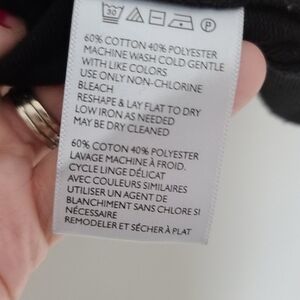 30
P
60% COTTON 40% POLYESTER
MACHINE WASH COLD GENTLE
WITH LIKE COLORS
USE ONLY NON-CHLORINE
BLEACH
RESHAPE & LAY FLAT TO DRY
LOW IRON AS NEEDED
MAY BE DRY CLEANED
60% COTTON 40% POLYESTER
LAVAGE MACHINE À FROID.
CYCLE LINGE DÉLICAT
AVEC COULEURS SIMILAIRES
UTILISER UN AGENT DE
BLANCHIMENT SANS CHLORE SI
NÉCESSAIRE
REMODELER ET SÉCHER À PLAT